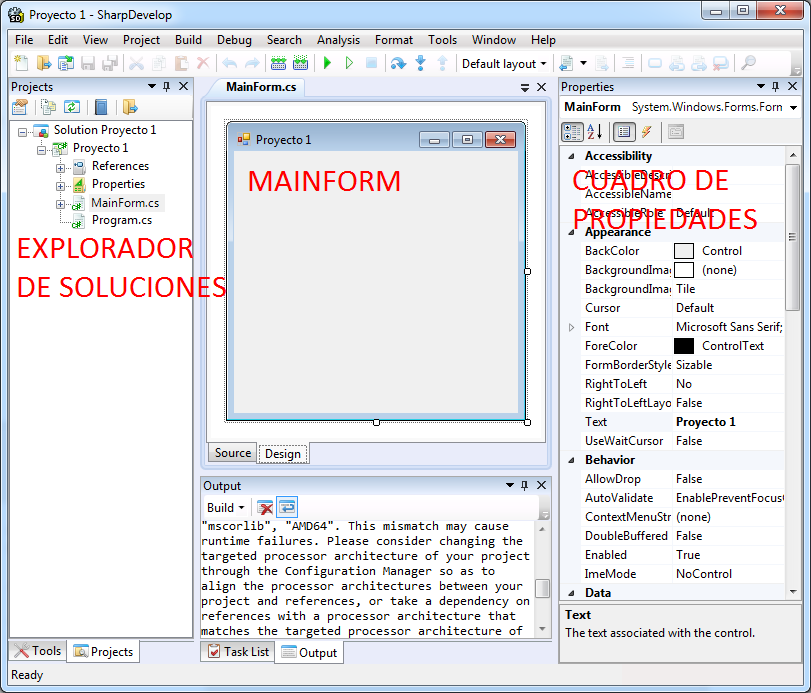 Proyecto 1 - SharpDevelop
File Edit View Project Build Debug Search Analysis Format Tools Window Help
Default layout
Projects
Solution Proyecto 1
Proyecto 1
References
Properties
MainForm.cs
Program.cs
EXPLORADOR
DE SOLUCIONES
Tools Projects
MainForm.cs
Proyecto 1
MAINFORM
Source Design
Output
Build
"mscorlib", "AMD64". This mismatch may cause
runtime failures. Please consider changing the
targeted processor architecture of your project
through the Configuration Manager so as to
align the processor architectures between your
project and references, or take a dependency on
references with a processor architecture that
matches the targeted processor architecture of
Task List Output
Properties
MainForm System.Windows.Forms.Form
Accessibility
AccessibleDescri
CUADRO DE
AccessibleName
AccessibleRole Default
PROPIEDADES
Appearance
BackColor Control
BackgroundImag (none)
BackgroundImag Tile
Cursor Default
Font Microsoft Sans Serif;
ForeColor ControlText
FormBorderStyle Sizable
RightToLeft No
RightToLeftLayo False
Text Proyecto 1
UseWaitCursor False
Behavior
AllowDrop False
AutoValidate EnablePreventFocus
ContextMenuStr (none)
DoubleBuffered False
Enabled True
ImeMode NoControl
Data
Text
The text associated with the control.
Ready